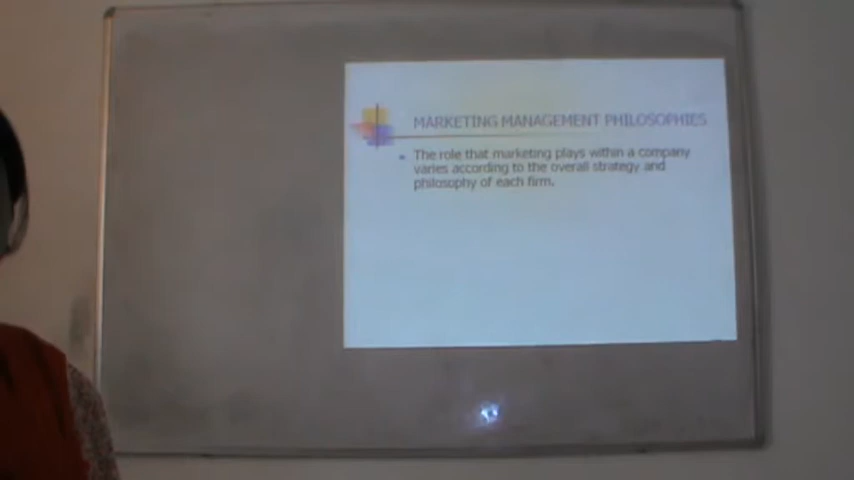 MARKETING MANAGEMENT PHILOSOPHIES
The role that marketing plays within a company
varies according to the overall strategy and
philosophy of each firm.